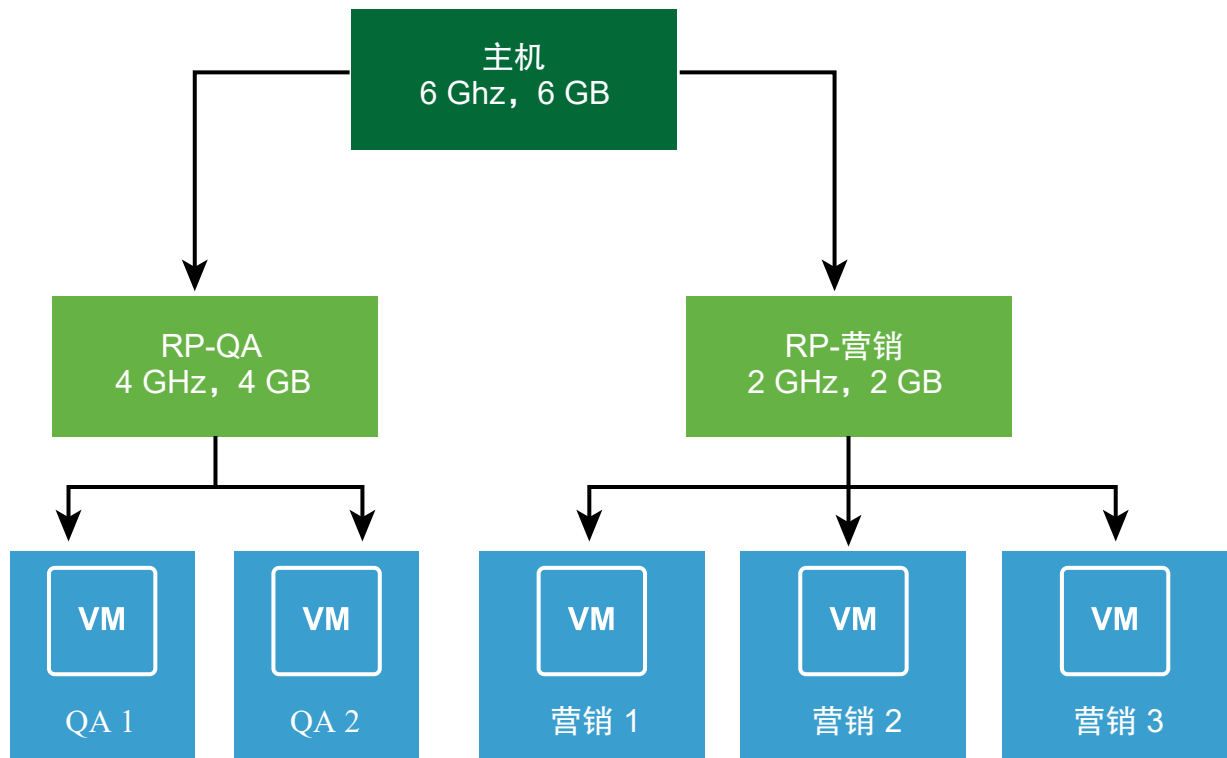 主机
6 Ghz，6 GB
RP-QA
4 GHz，4 GB
RP-营销
2 GHz，2 GB
VM
QA 1
VM
QA 2
VM
营销 1
VM
营销 2
VM
营销 3